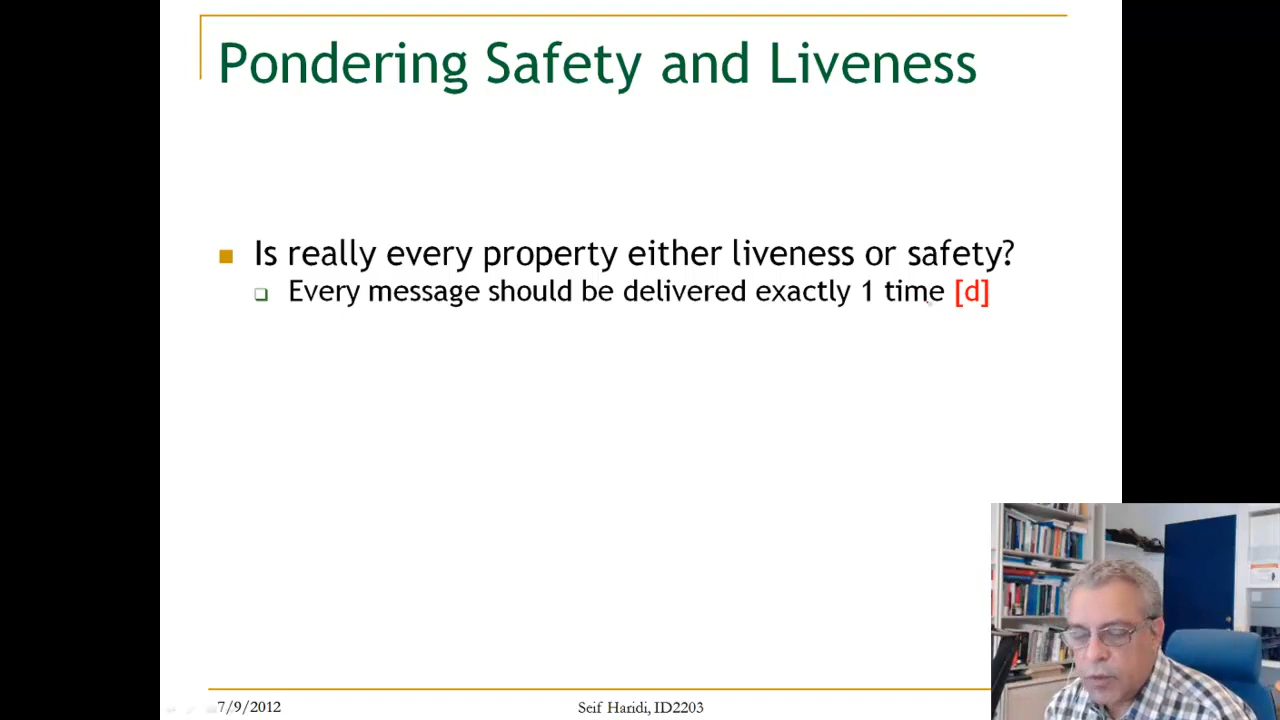 Pondering Safety and Liveness
Is really every property either liveness or safety?
Every message should be delivered exactly 1 time [d]
7/9/2012
Seif Haridi, ID2203